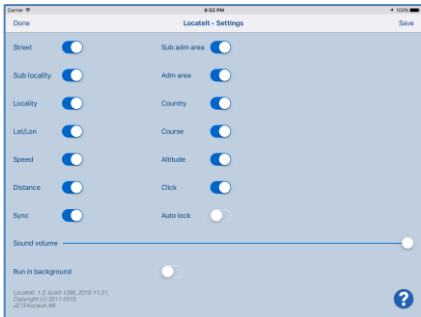 Carrier 9:52 PM 100%
Done LocateIt - Settings Save
Street Sub.adm area
Sub locality Adm area
Locality Country
Lat/Lon Course
Speed Altitude
Distance Click
Sync Auto lock
Sound volume
Run in background
LocateIt, 1.2, build 1286, 2015-11-21,
Copyright (c) 2011-2015,
IT-Konsult AB
?